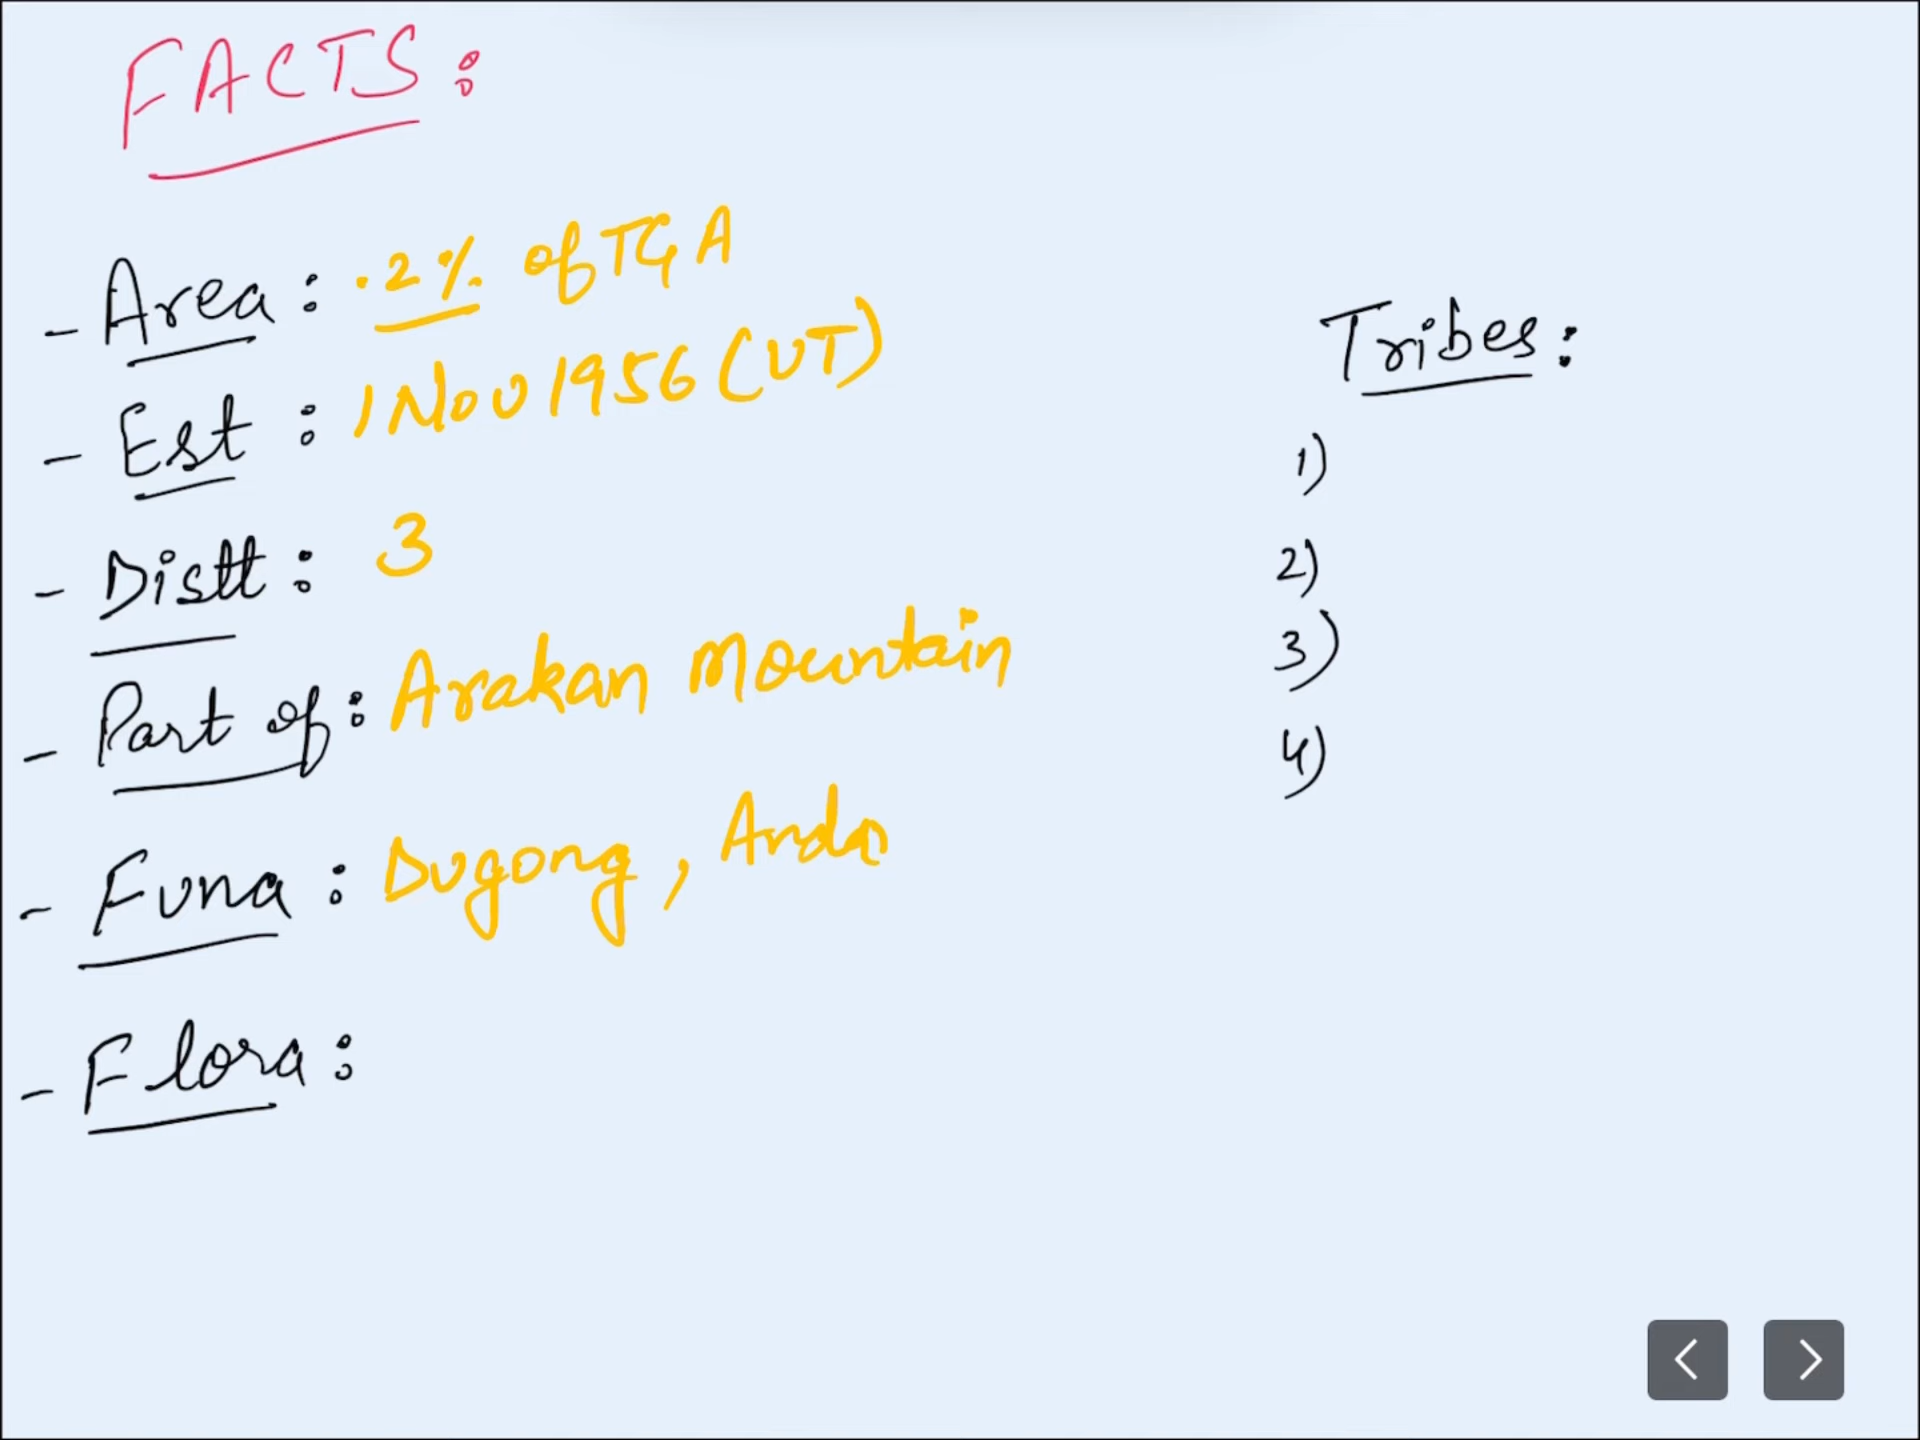 FACTS:
- Area: .2% of TGA
- Est: 1 Nov 1956 (UT)
- Distt: 3
- Part of: Arakan Mountain
- Funa: Dugong, Anda
- Flora:
Tribes:
1)
2)
3)
4)